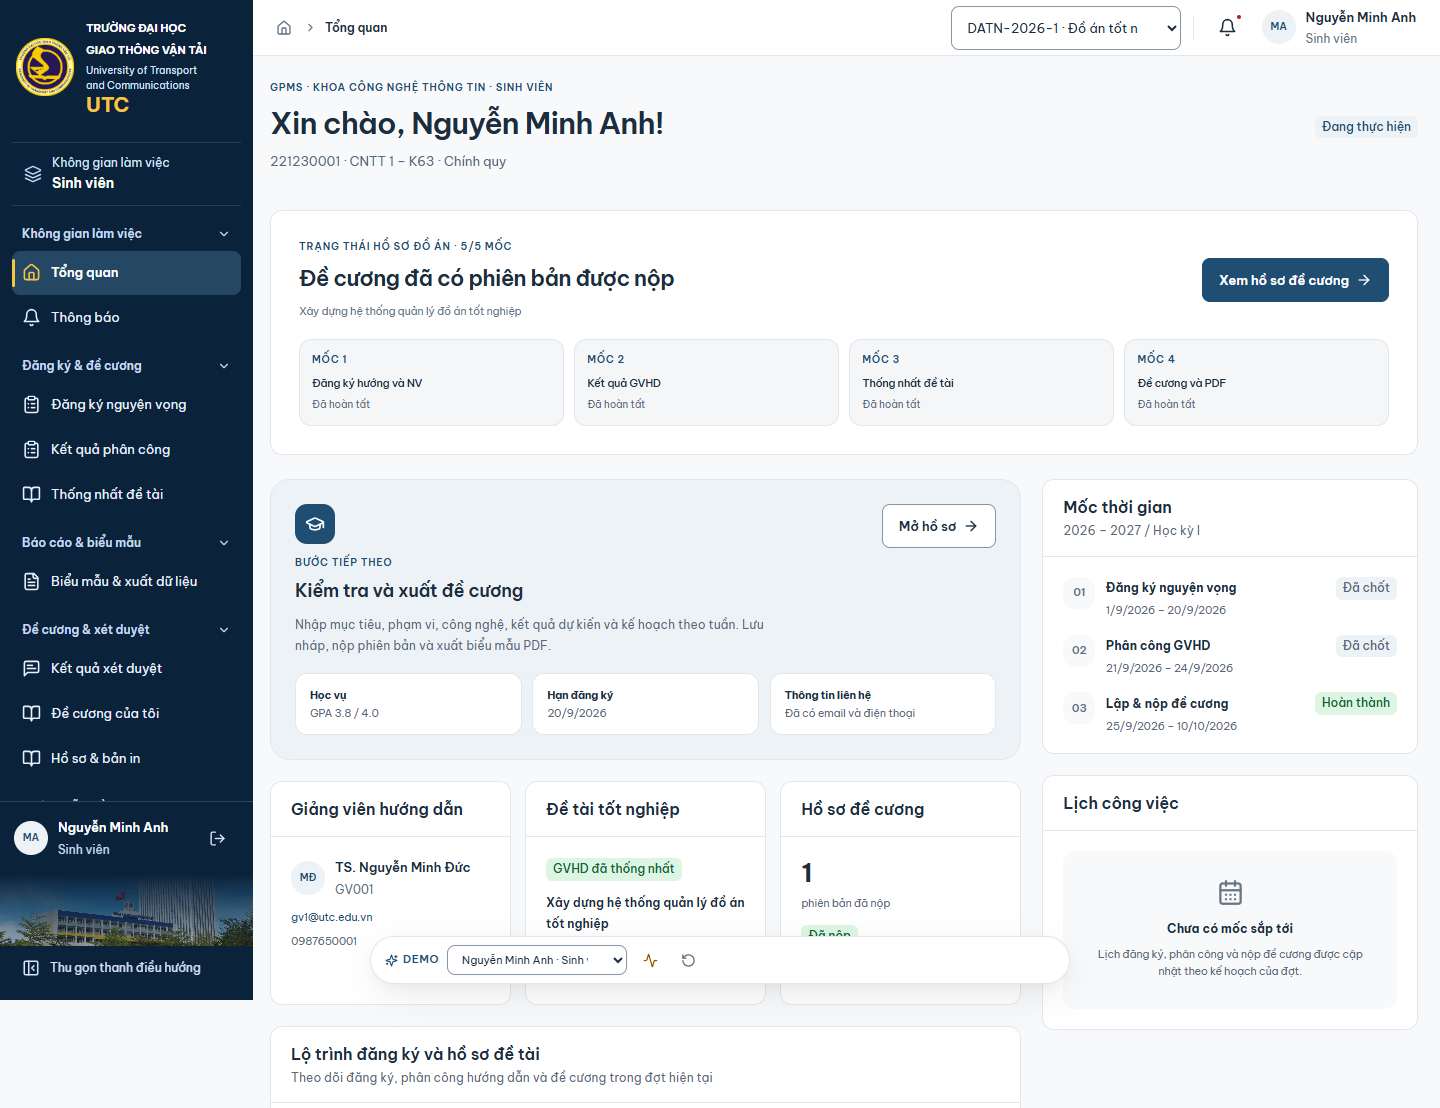 TRƯỜNG ĐẠI HỌC
GIAO THÔNG VẬN TẢI
University of Transport
and Communications
UTC
Không gian làm việc
Sinh viên
Không gian làm việc
Tổng quan
Thông báo
Đăng ký & đề cương
Đăng ký nguyện vọng
Kết quả phân công
Thống nhất đề tài
Báo cáo & biểu mẫu
Biểu mẫu & xuất dữ liệu
Đề cương & xét duyệt
Kết quả xét duyệt
Đề cương của tôi
Hồ sơ & bản in
MA
Nguyễn Minh Anh
Sinh viên
Thu gọn thanh điều hướng
Tổng quan
DATN-2026-1 · Đồ án tốt n
MA
Nguyễn Minh Anh
Sinh viên
GPMS · KHOA CÔNG NGHỆ THÔNG TIN · SINH VIÊN
Xin chào, Nguyễn Minh Anh!
221230001 · CNTT 1 – K63 · Chính quy
Đang thực hiện
TRẠNG THÁI HỒ SƠ ĐỒ ÁN · 5/5 MỐC
Đề cương đã có phiên bản được nộp
Xây dựng hệ thống quản lý đồ án tốt nghiệp
Xem hồ sơ đề cương
MỐC 1
Đăng ký hướng và NV
Đã hoàn tất
MỐC 2
Kết quả GVHD
Đã hoàn tất
MỐC 3
Thống nhất đề tài
Đã hoàn tất
MỐC 4
Đề cương và PDF
Đã hoàn tất
Mở hồ sơ
BƯỚC TIẾP THEO
Kiểm tra và xuất đề cương
Nhập mục tiêu, phạm vi, công nghệ, kết quả dự kiến và kế hoạch theo tuần. Lưu
nháp, nộp phiên bản và xuất biểu mẫu PDF.
Học vụ
GPA 3.8 / 4.0
Hạn đăng ký
20/9/2026
Thông tin liên hệ
Đã có email và điện thoại
Mốc thời gian
2026 – 2027 / Học kỳ I
01
Đăng ký nguyện vọng
1/9/2026 – 20/9/2026
Đã chốt
02
Phân công GVHD
21/9/2026 – 24/9/2026
Đã chốt
03
Lập & nộp đề cương
25/9/2026 – 10/10/2026
Hoàn thành
Giảng viên hướng dẫn
MĐ
TS. Nguyễn Minh Đức
GV001
gv1@utc.edu.vn
0987650001
Đề tài tốt nghiệp
GVHD đã thống nhất
Xây dựng hệ thống quản lý đồ án
tốt nghiệp
Hồ sơ đề cương
1
phiên bản đã nộp
Đã nộp
Lịch công việc
Chưa có mốc sắp tới
Lịch đăng ký, phân công và nộp đề cương được cập
nhật theo kế hoạch của đợt.
DEMO
Nguyễn Minh Anh · Sinh v
Lộ trình đăng ký và hồ sơ đề tài
Theo dõi đăng ký, phân công hướng dẫn và đề cương trong đợt hiện tại